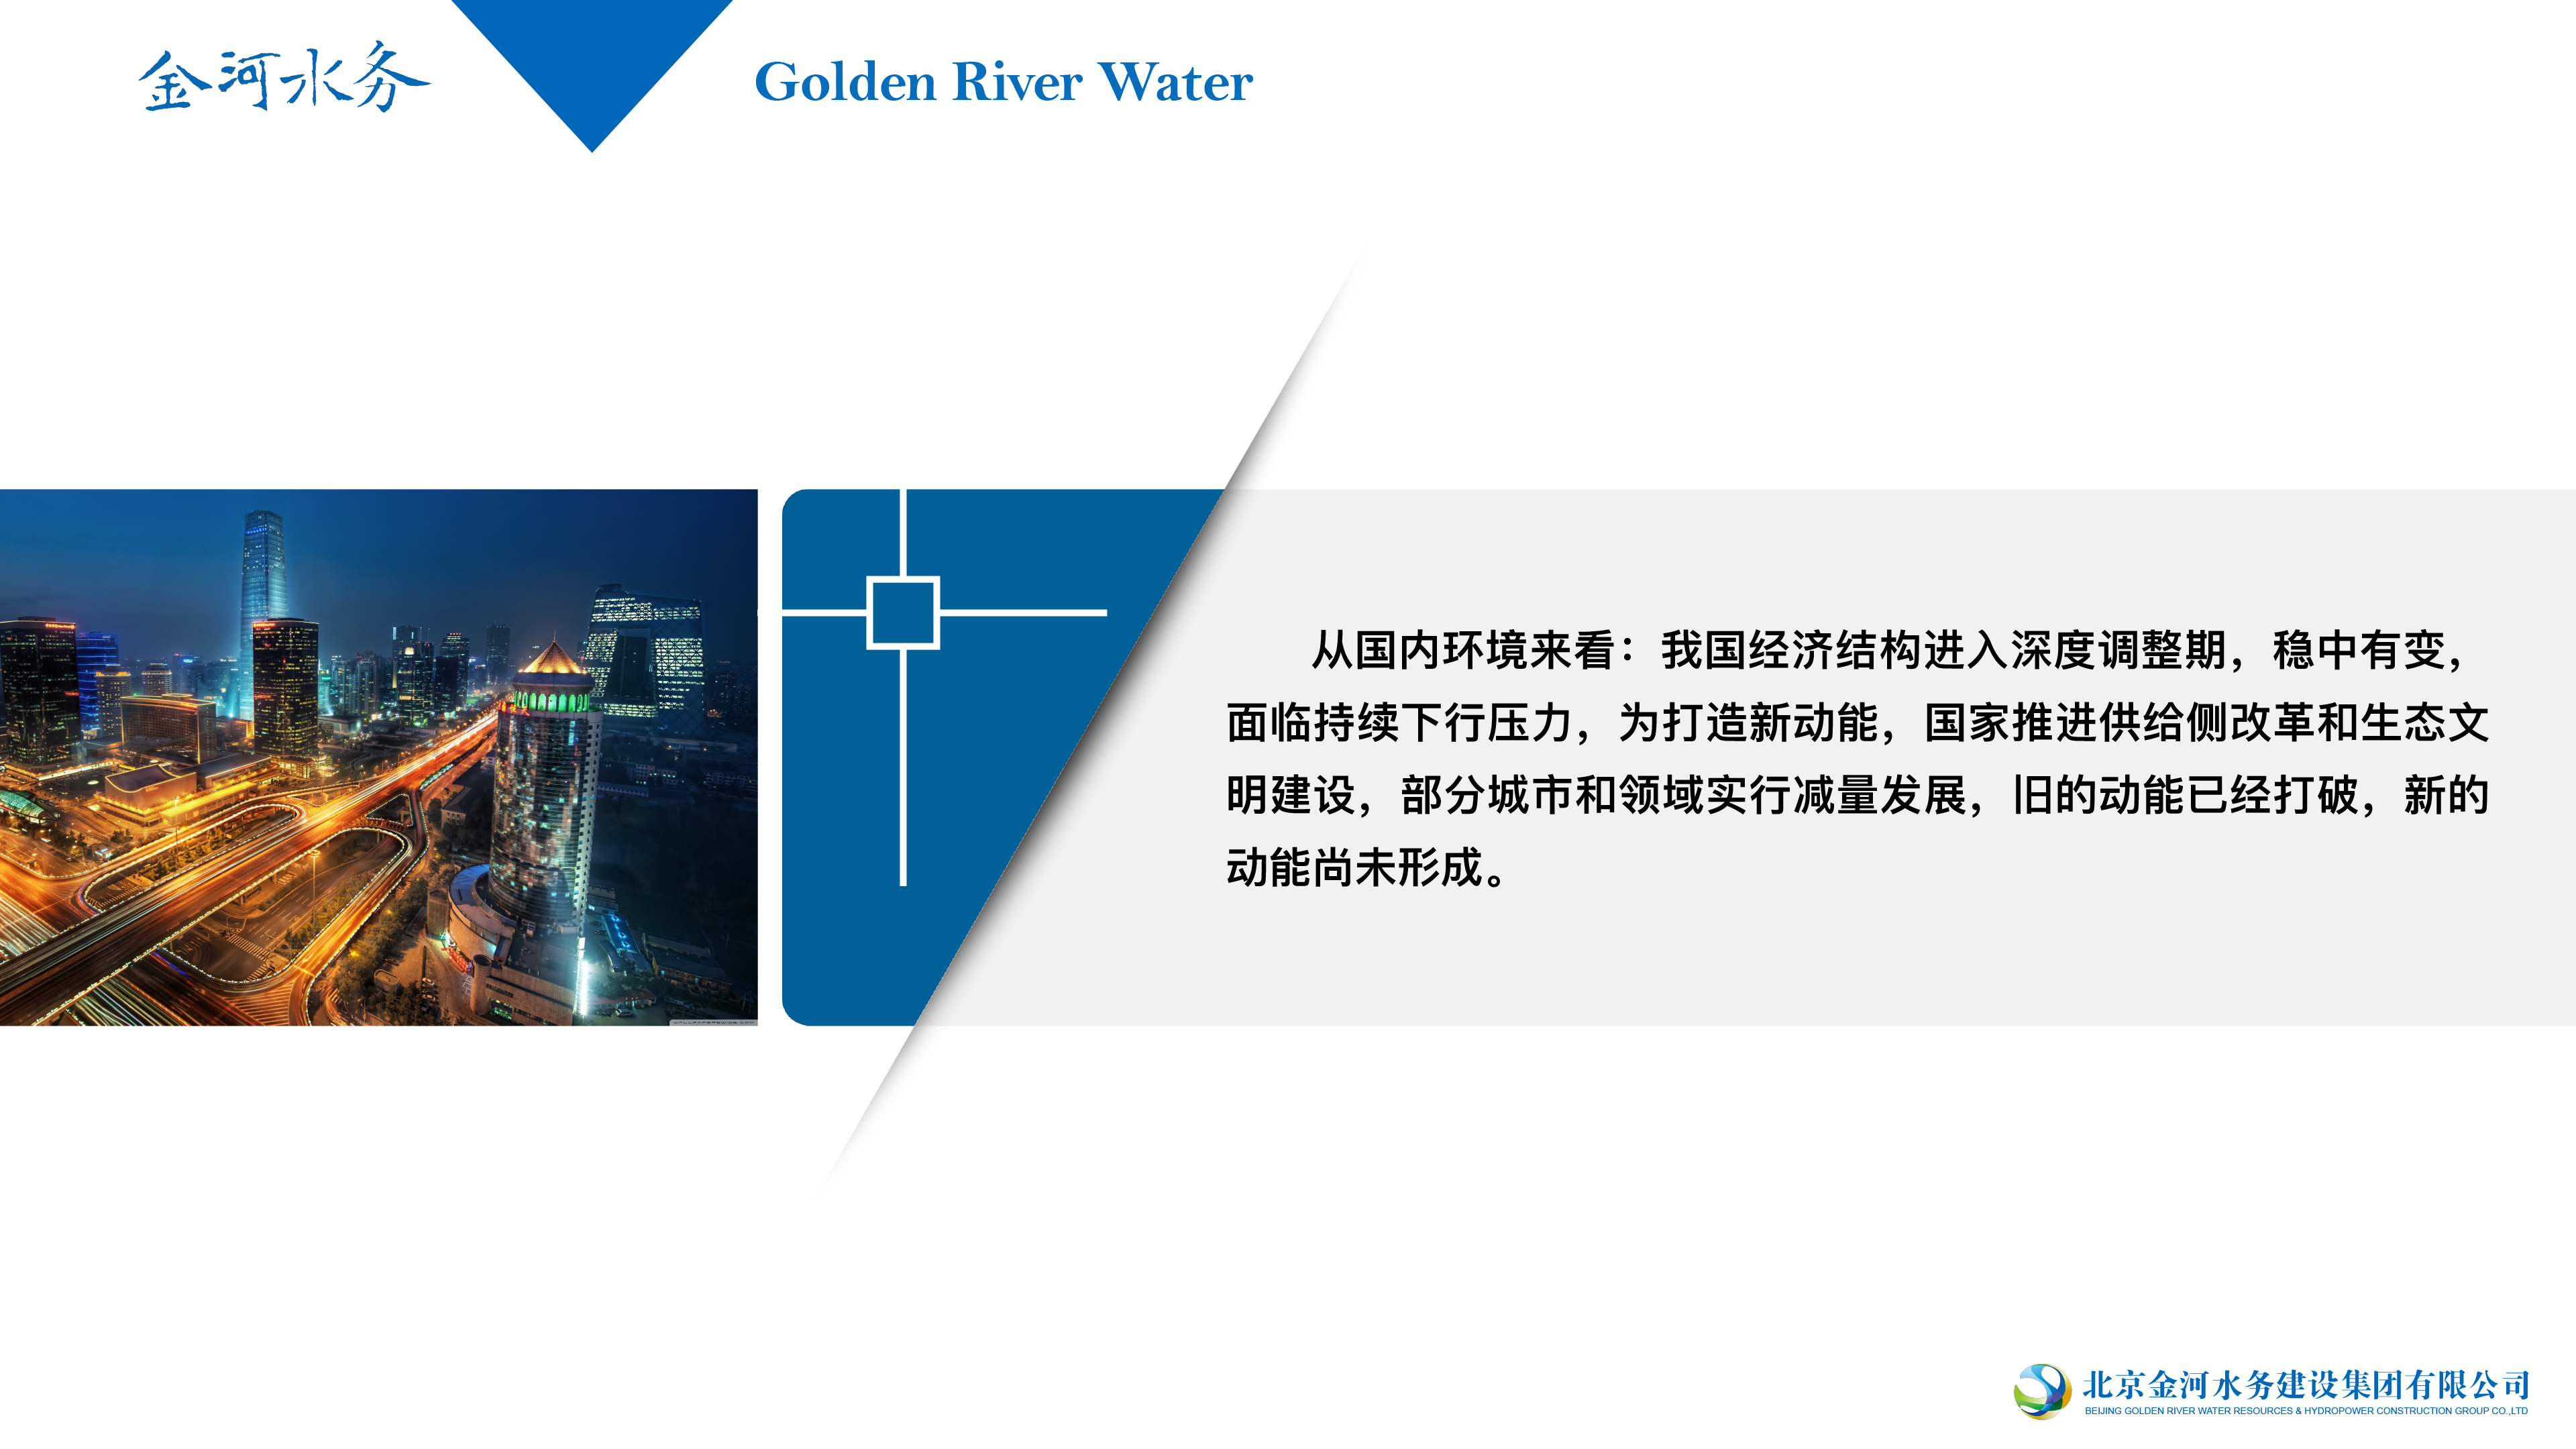 金河水务
Golden River Water
从国内环境来看：我国经济结构进入深度调整期，稳中有变，
面临持续下行压力，为打造新动能，国家推进供给侧改革和生态文
明建设，部分城市和领域实行减量发展，旧的动能已经打破，新的
动能尚未形成。
北京金河水务建设集团有限公司
BEIJING GOLDEN RIVER WATER RESOURCES & HYDROPOWER CONSTRUCTION GROUP CO.,LTD